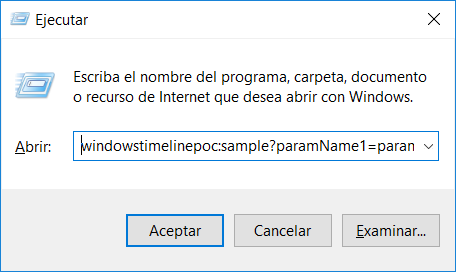 Ejecutar
Escriba el nombre del programa, carpeta, documento
o recurso de Internet que desea abrir con Windows.
Abrir:
windowstimelinepoc:sample?paramName1=param
Aceptar
Cancelar
Examinar...